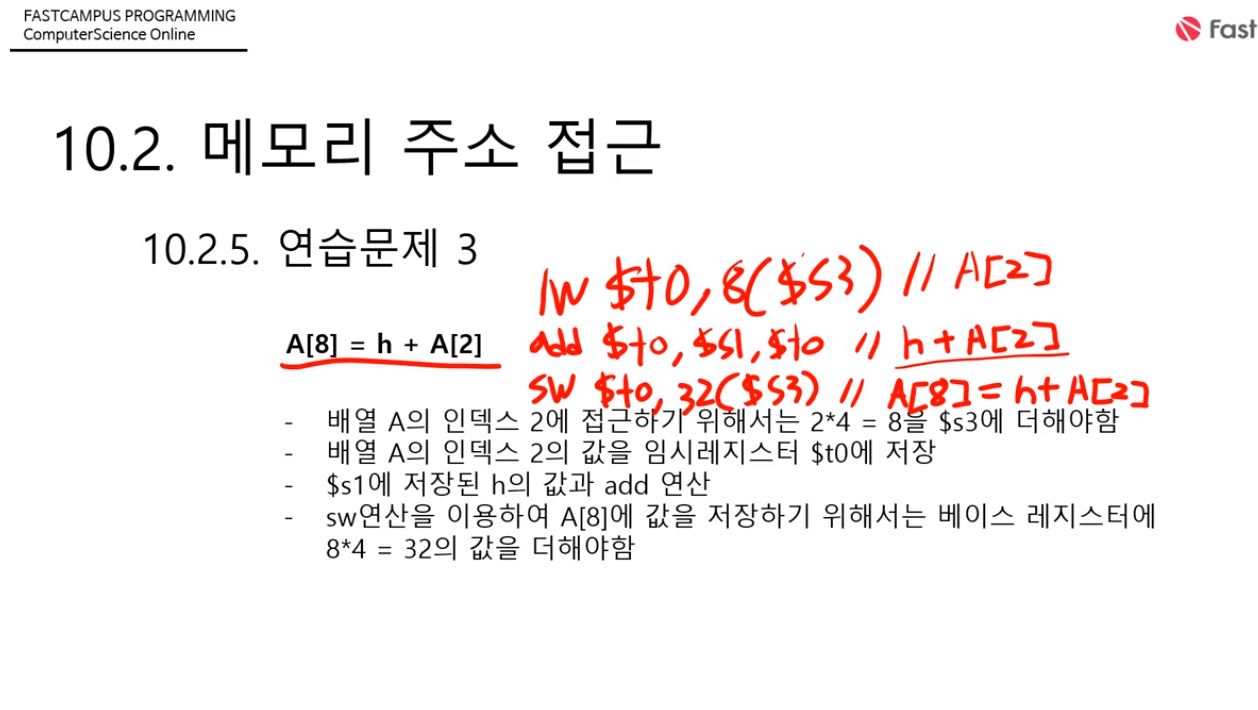 FASTCAMPUS PROGRAMMING
ComputerScience Online
Fast
10.2. 메모리 주소 접근
10.2.5. 연습문제 3
lw $t0, 8($s3) // A[2]
A[8] = h + A[2]
add $t0, $s1, $t0 // h + A[2]
sw $t0, 32($s3) // A[8] = h + A[2]
- 배열 A의 인덱스 2에 접근하기 위해서는 2*4 = 8을 $s3에 더해야함
- 배열 A의 인덱스 2의 값을 임시레지스터 $t0에 저장
- $s1에 저장된 h의 값과 add 연산
- sw연산을 이용하여 A[8]에 값을 저장하기 위해서는 베이스 레지스터에
8*4 = 32의 값을 더해야함